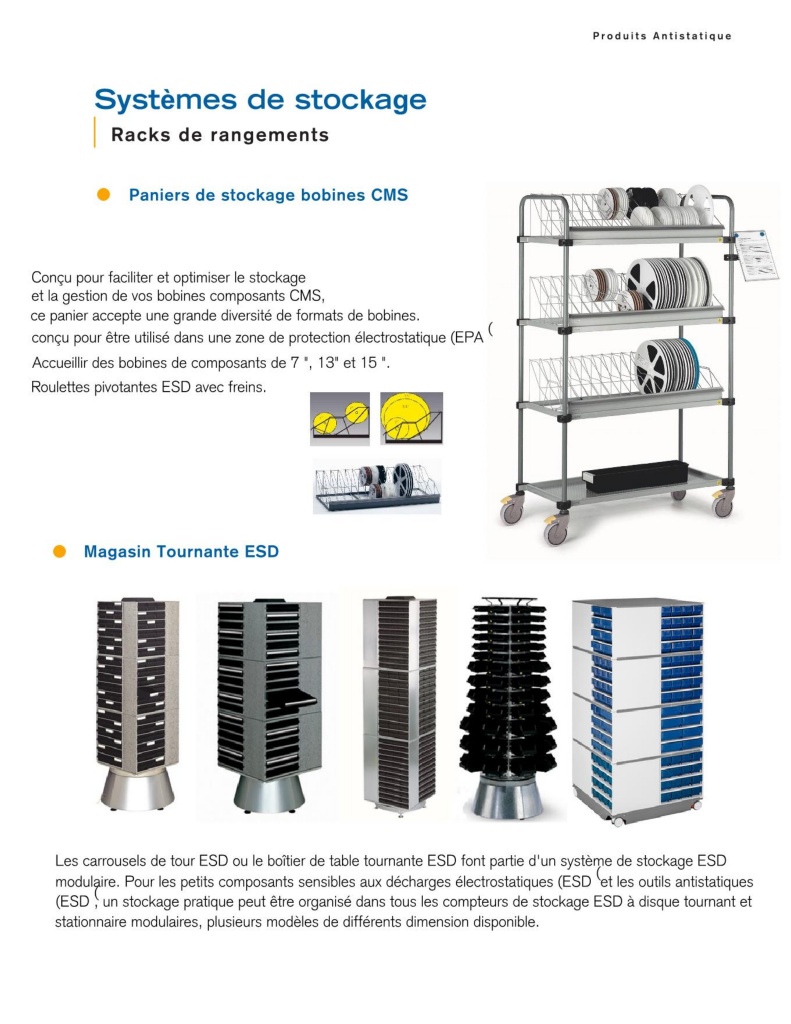 Produits Antistatique
Systèmes de stockage
Racks de rangements
Paniers de stockage bobines CMS
Conçu pour faciliter et optimiser le stockage
et la gestion de vos bobines composants CMS,
ce panier accepte une grande diversité de formats de bobines.
conçu pour être utilisé dans une zone de protection électrostatique (EPA (
Accueillir des bobines de composants de 7 ", 13" et 15 ".
Roulettes pivotantes ESD avec freins.
Magasin Tournante ESD
Les carrousels de tour ESD ou le boîtier de table tournante ESD font partie d'un système de stockage ESD
modulaire. Pour les petits composants sensibles aux décharges électrostatiques (ESD (et les outils antistatiques
(ESD (, un stockage pratique peut être organisé dans tous les compteurs de stockage ESD à disque tournant et
stationnaire modulaires, plusieurs modèles de différents dimension disponible.